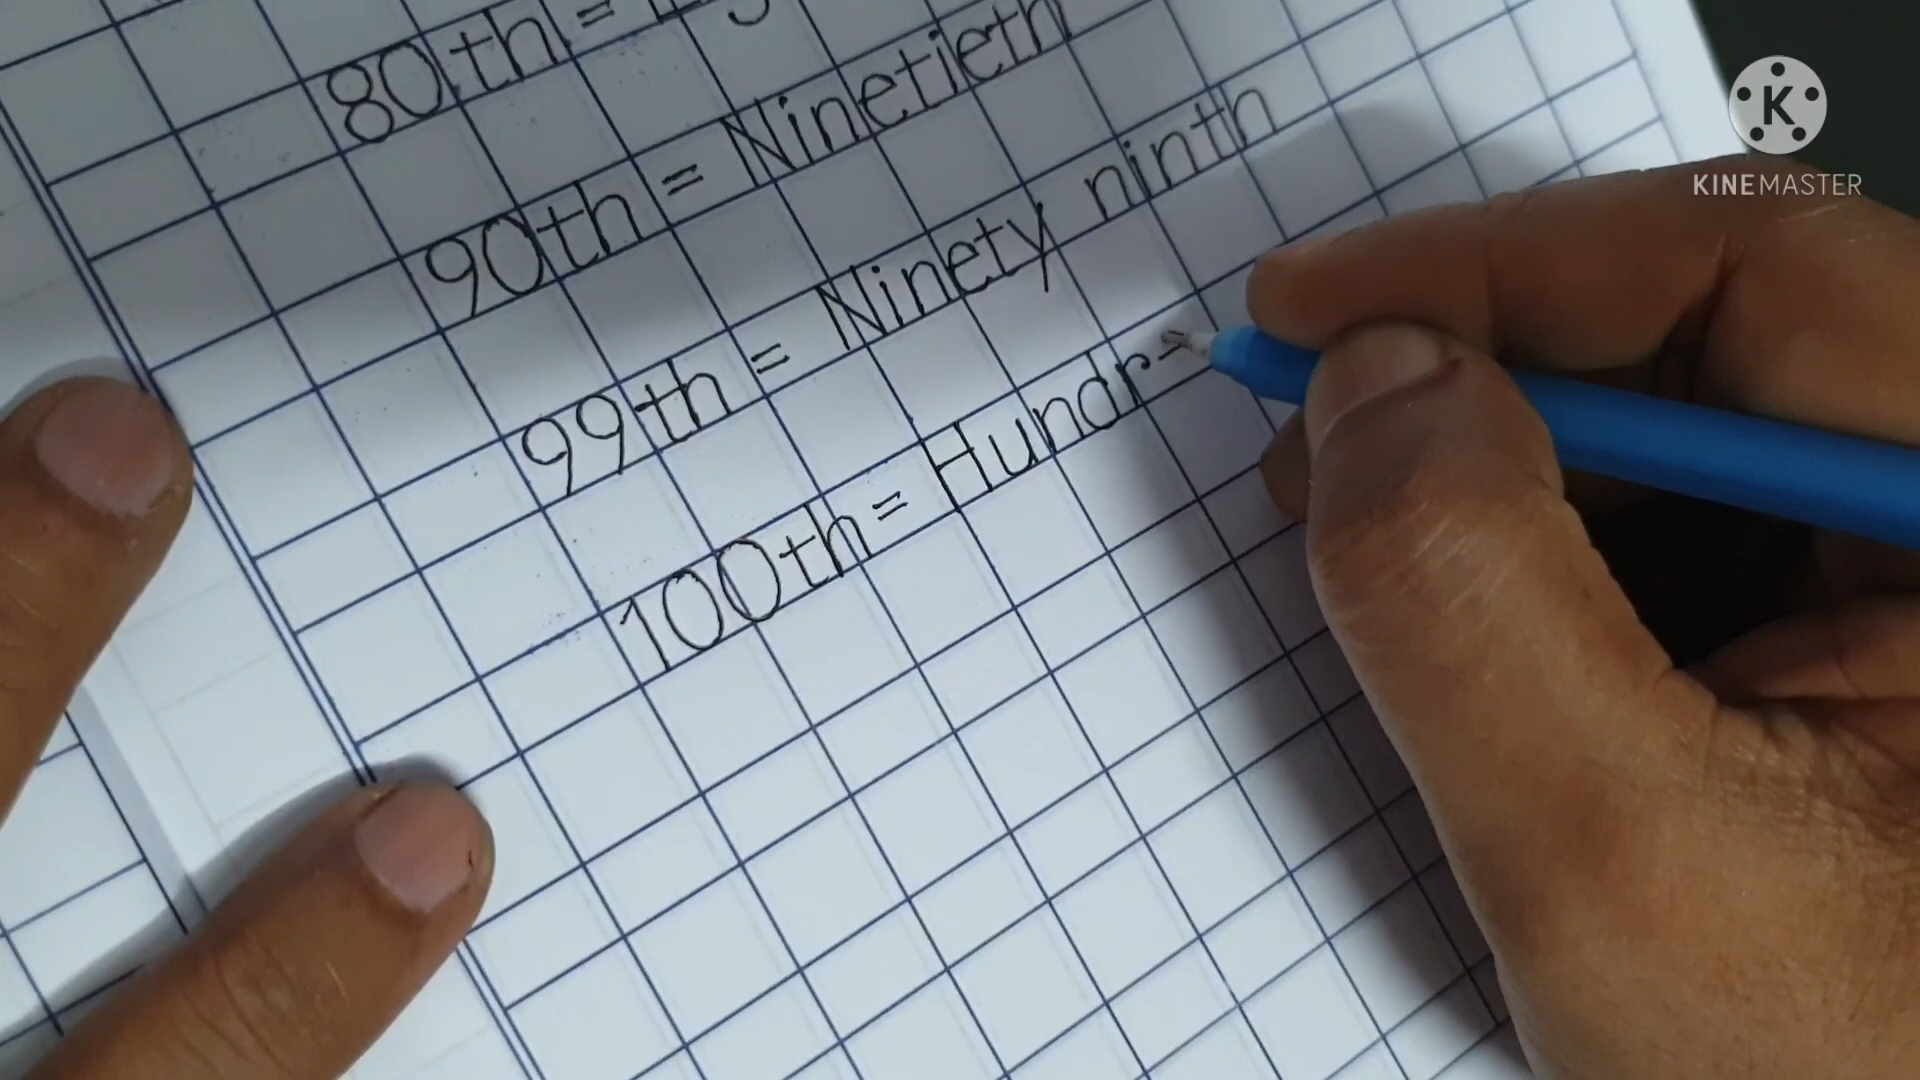 80th =
90th = Ninetieth
99th = Ninety ninth
100th = Hundr
K
KINEMASTER